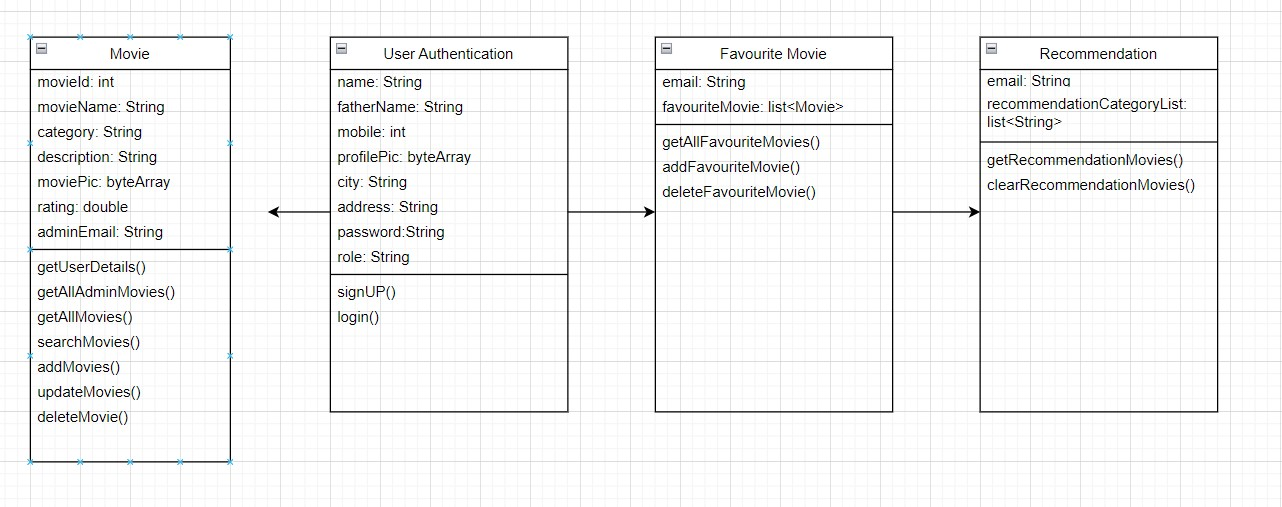 Movie
movieId: int
movieName: String
category: String
description: String
moviePic: byteArray
rating: double
adminEmail: String
getUserDetails()
getAllAdminMovies()
getAllMovies()
searchMovies()
addMovies()
updateMovies()
deleteMovie()
User Authentication
name: String
fatherName: String
mobile: int
profilePic: byteArray
city: String
address: String
password:String
role: String
signUP()
login()
Favourite Movie
email: String
favouriteMovie: list<Movie>
getAllFavouriteMovies()
addFavouriteMovie()
deleteFavouriteMovie()
Recommendation
email: String
recommendationCategoryList:
list<String>
getRecommendationMovies()
clearRecommendationMovies()